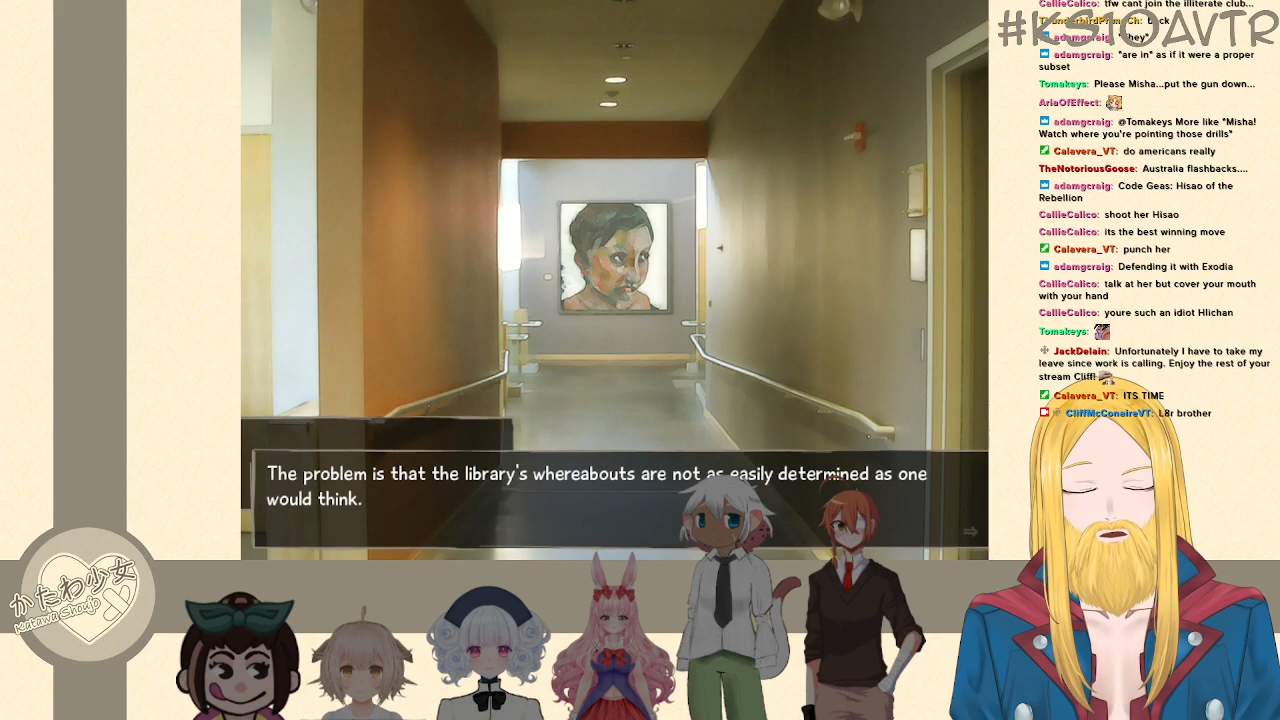 CallieCalico: tfw cant join the illiterate club...
#KS10AVTR
ThunderbirdPrimeCh: back
adamgcraig: "They"
adamgcraig: "are in" as if it were a proper
subset
Tomakeys: Please Misha...put the gun down...
AriaOfEffect:
adamgcraig: @Tomakeys More like "Misha!
Watch where you're pointing those drills"
Calavera_VT: do americans really
TheNotoriousGoose: Australia flashbacks....
adamgcraig: Code Geas: Hisao of the
Rebellion
CallieCalico: shoot her Hisao
CallieCalico: its the best winning move
Calavera_VT: punch her
adamgcraig: Defending it with Exodia
CallieCalico: talk at her but cover your mouth
with your hand
CallieCalico: youre such an idiot HIichan
Tomakeys:
JackDelain: Unfortunately I have to take my
leave since work is calling. Enjoy the rest of your
stream Cliff!
Calavera_VT: ITS TIME
CliffMcConaireVT: L8r brother
The problem is that the library's whereabouts are not as easily determined as one
would think.
かたわ少女
Katawa Shoujo